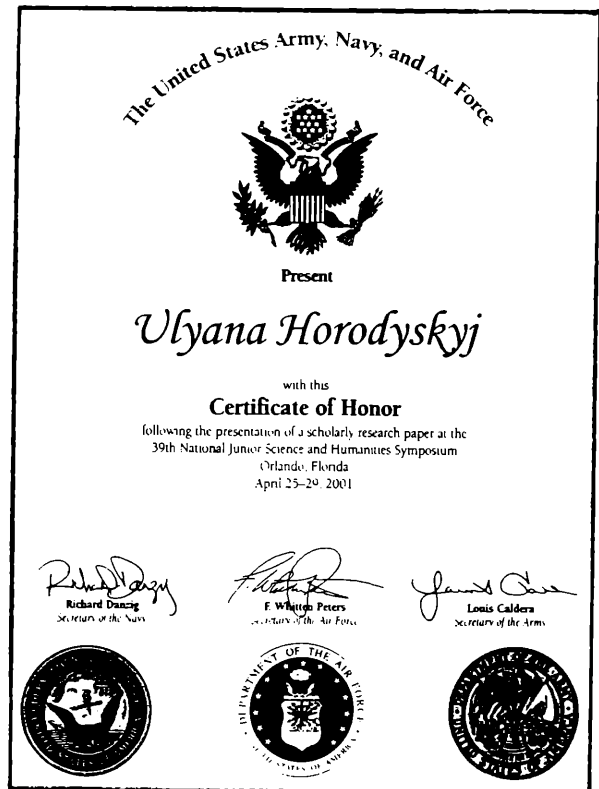 The United States Army, Navy, and Air Force
Present
Ulyana Horodyskyj
with this
Certificate of Honor
following the presentation of a scholarly research paper at the
39th National Junior Science and Humanities Symposium
Orlando, Florida
April 25–29, 2001
Richard Danzig
Secretary of the Navy
F. Whitten Peters
Secretary of the Air Force
Louis Caldera
Secretary of the Army
DEPARTMENT OF THE AIR FORCE
UNITED STATES OF AMERICA